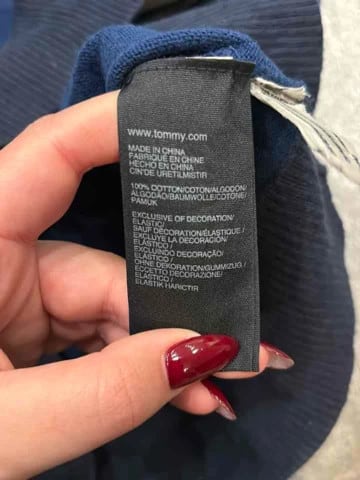 www.tommy.com
MADE IN CHINA
FABRIQUÉ EN CHINE
HECHO EN CHINA
CIN'DE URETILMISTIR
100% COTTON/COTON/ALGODON/
ALGODÃO/BAUMWOLLE/COTONE/
PAMUK
EXCLUSIVE OF DECORATION/
ELASTIC/
SAUF DÉCORATION/ÉLASTIQUE /
EXCLUYE LA DECORACIÓN/
ELÁSTICO /
EXCLUINDO DECORAÇÃO/
ELÁSTICO /
OHNE DEKORATION/GUMMIZUG /
ECCETTO DECORAZIONE/
ELASTICO /
ELASTIK HARICTIR